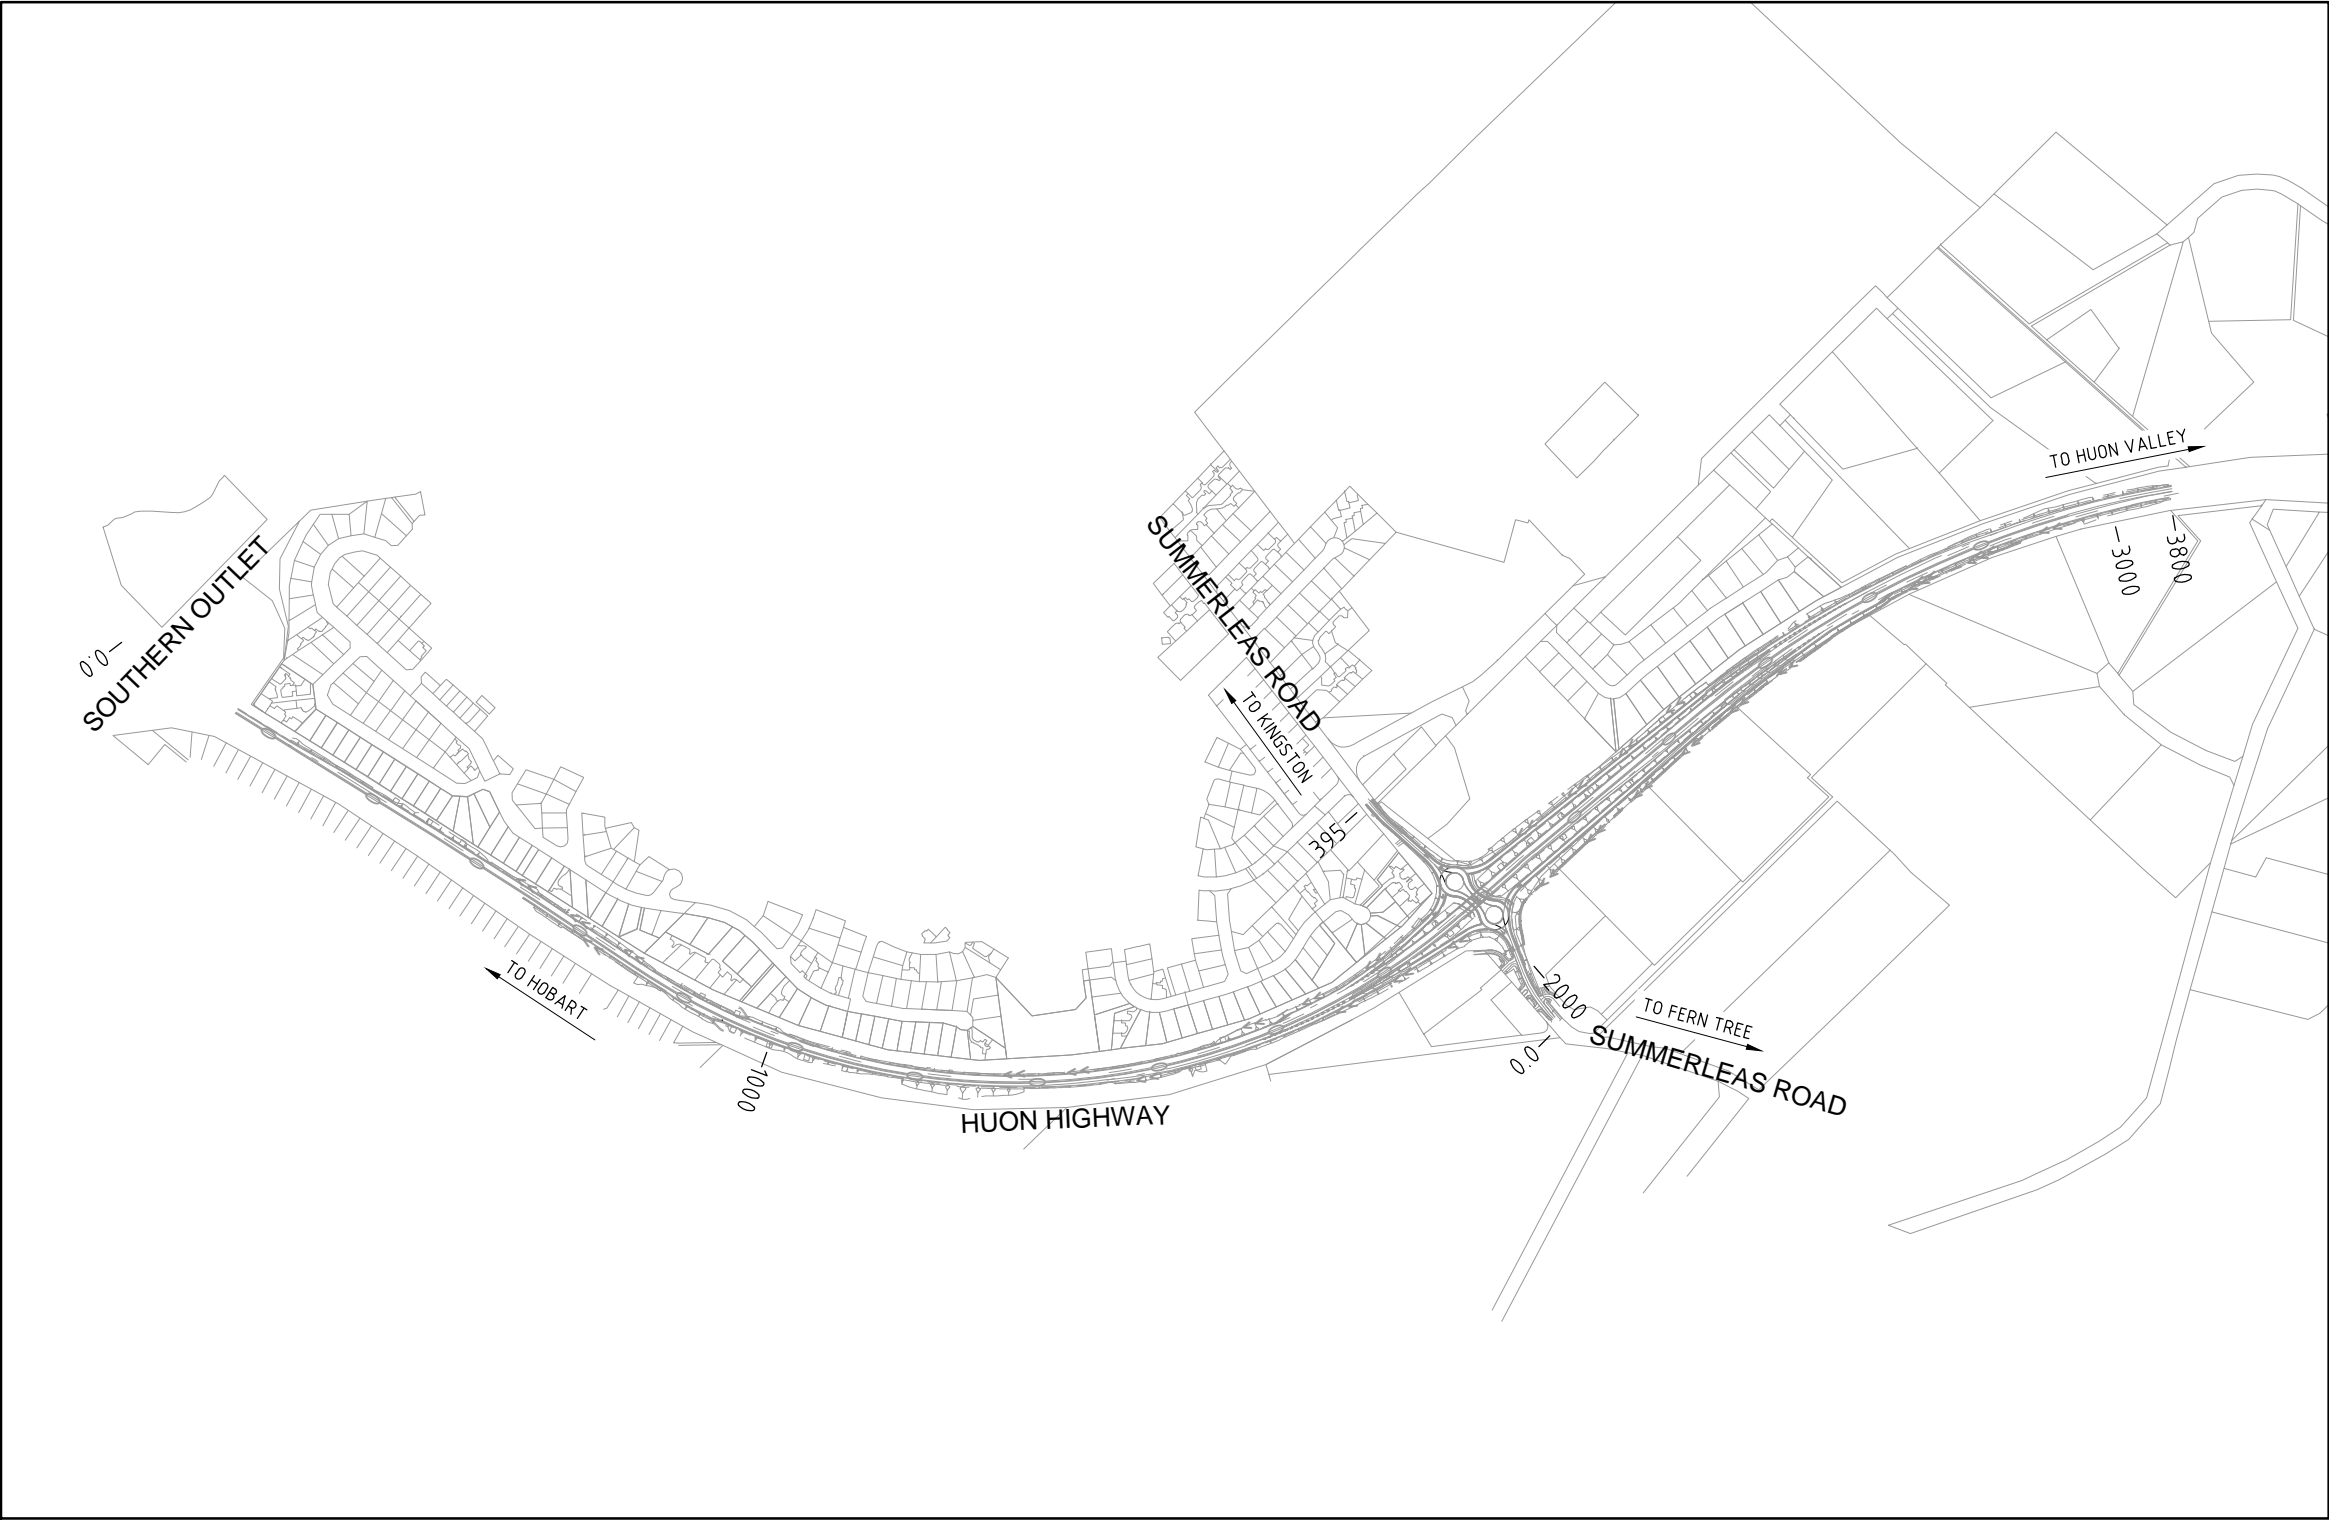 TO HUON VALLEY
SUMMERLEAS ROAD
–3800
–3000
SOUTHERN OUTLET
0.0–
TO KINGSTON
395–
TO HOBART
–2000
TO FERN TREE
SUMMERLEAS ROAD
0.0–
–1000
HUON HIGHWAY